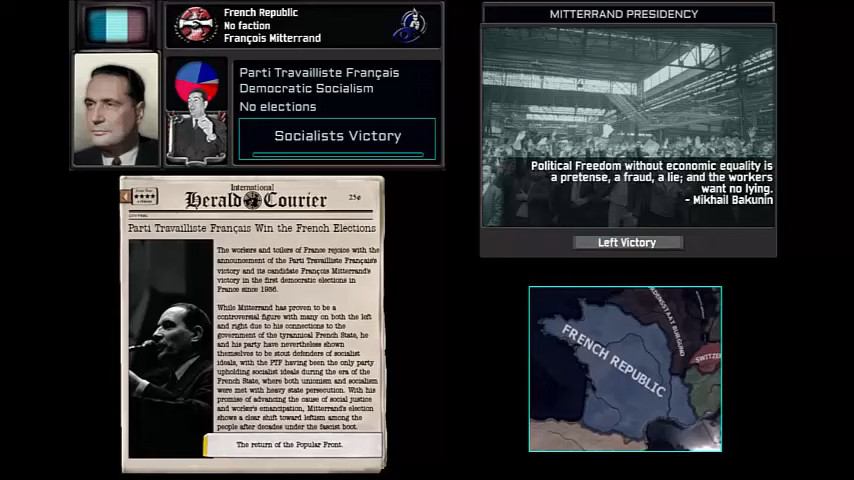 French Republic
No faction
François Mitterrand
Parti Travailliste Français
Democratic Socialism
No elections
Socialists Victory
MITTERRAND PRESIDENCY
Political Freedom without economic equality is
a pretense, a fraud, a lie; and the workers
want no lying.
- Mikhail Bakunin
Left Victory
International
Herald Courier
25¢
Parti Travailliste Français Win the French Elections
The workers and toilers of France rejoice with the
announcement of the Parti Travailliste Français's
victory and its candidate François Mitterrand's
victory in the first democratic elections in
France since 1936.
While Mitterrand has proven to be a
controversial figure with many on both the left
and right due to his connections to the
government of the tyrannical French State, he
and his party have nevertheless shown
themselves to be stout defenders of socialist
ideals, with the PTF having been the only party
upholding socialist ideals during the era of the
French State, where both unionism and socialism
were met with heavy state persecution. With his
promise of advancing the cause of social justice
and worker's emancipation, Mitterrand's election
shows a clear shift toward leftism among the
people after decades under the fascist boot.
The return of the Popular Front.
FRENCH REPUBLIC
ORDENSSTAAT BURGUND
SWITZER